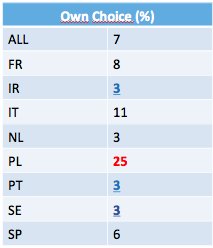 Own Choice (%)
ALL 7
FR 8
IR 3
IT 11
NL 3
PL 25
PT 3
SE 3
SP 6